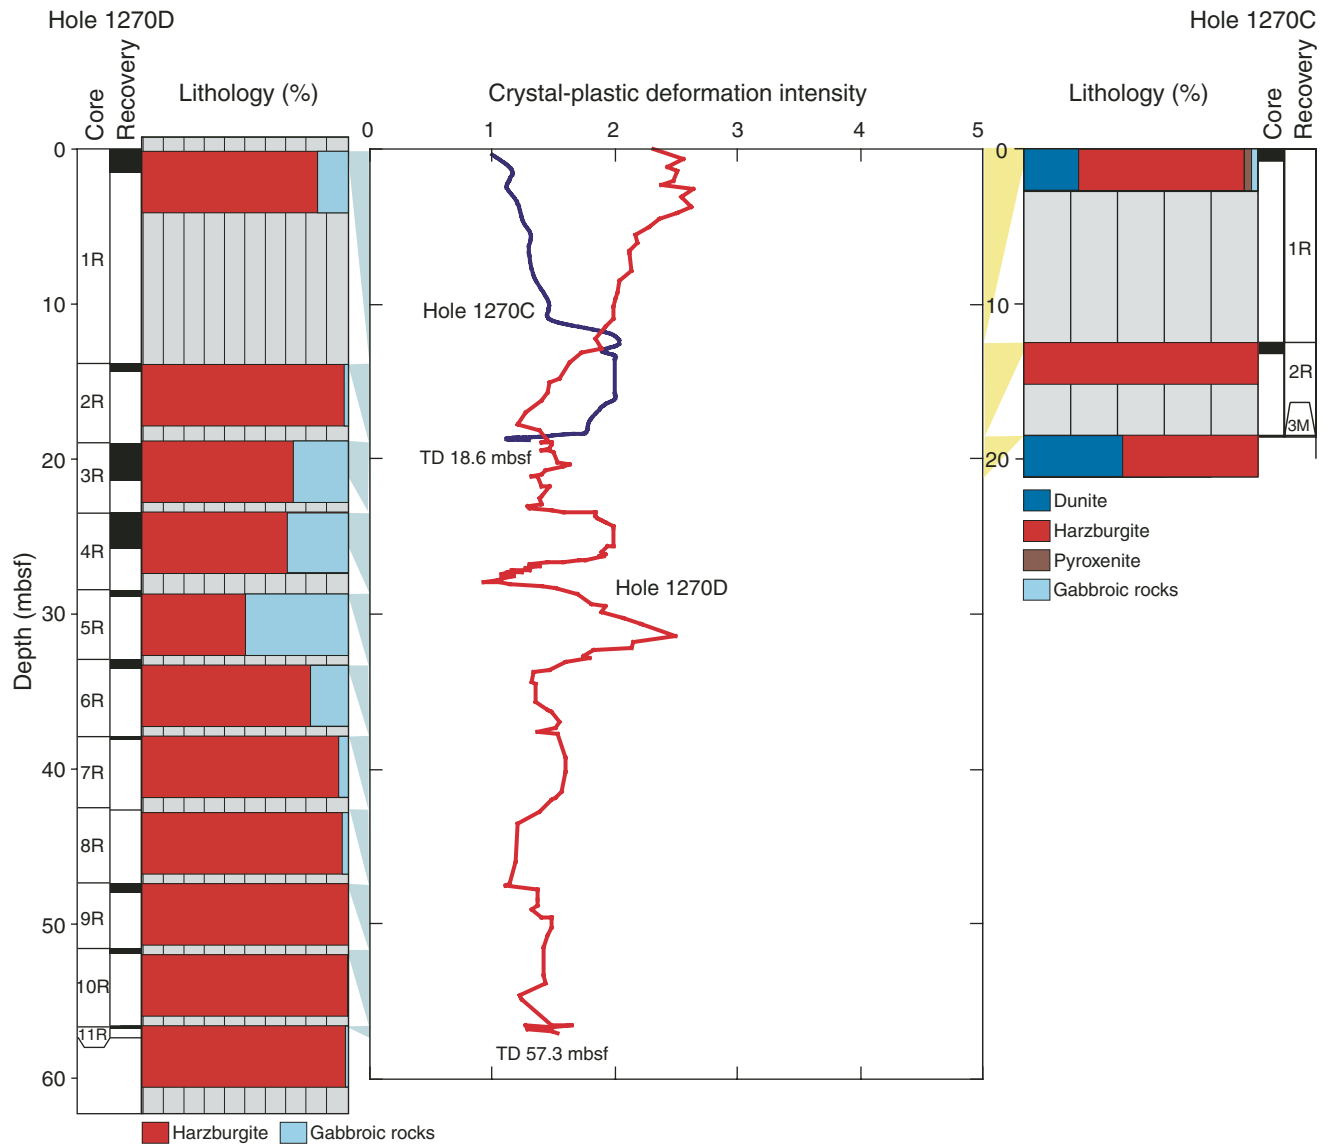 Hole 1270D
Hole 1270C
Core
Recovery
Lithology (%)
Crystal-plastic deformation intensity
Lithology (%)
Core
Recovery
0 1 2 3 4 5
0
10
20
30
40
50
60
Depth (mbsf)
1R
2R
3R
4R
5R
6R
7R
8R
9R
10R
11R
Hole 1270C
TD 18.6 mbsf
Hole 1270D
TD 57.3 mbsf
0
10
20
1R
2R
3M
Dunite
Harzburgite
Pyroxenite
Gabbroic rocks
Harzburgite Gabbroic rocks